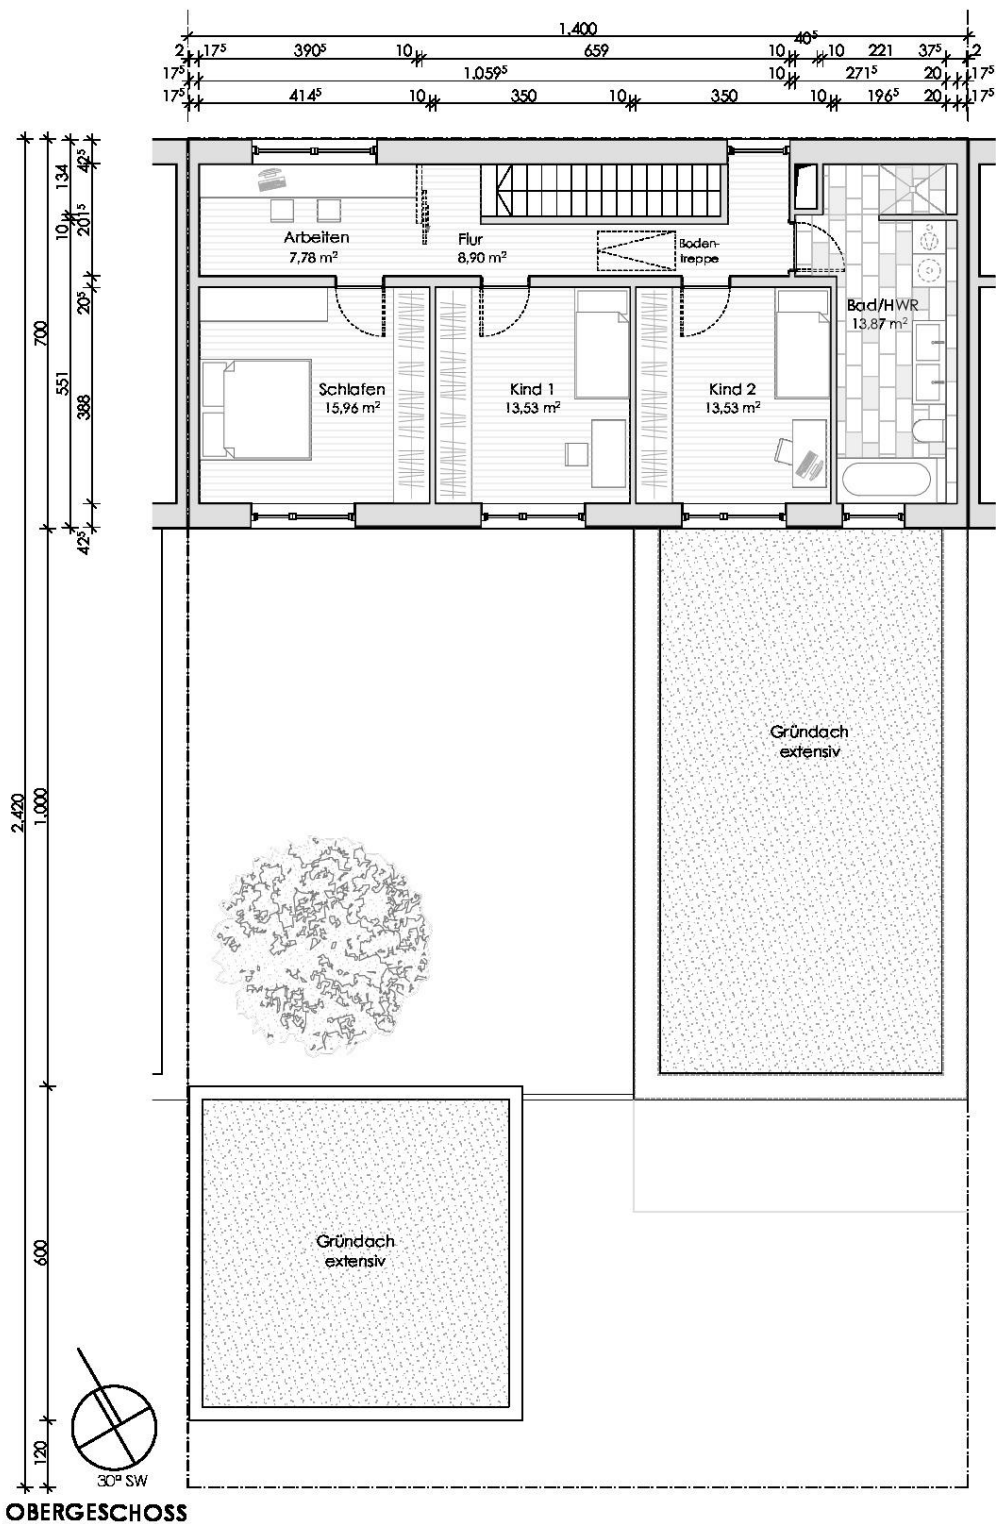 1.400
40⁵
2 17⁵ 390⁵ 10 659 10 10 221 37⁵ 2
17⁵ 1.059⁵ 10 271⁵ 20 17⁵
17⁵ 414⁵ 10 350 10 350 10 196⁵ 20 17⁵
42⁵
134
10
201⁵
20⁵
700
551
388
42⁵
Arbeiten
7,78 m²
Flur
8,90 m²
Boden-
treppe
Bad/HWR
13,87 m²
Schlafen
15,96 m²
Kind 1
13,53 m²
Kind 2
13,53 m²
Gründach
extensiv
2.420
1.000
Gründach
extensiv
600
120
30° SW
OBERGESCHOSS